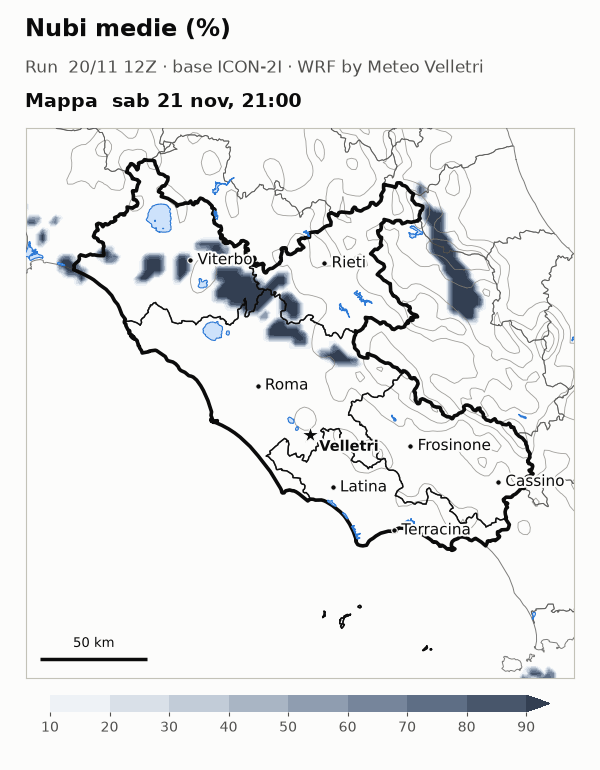 Nubi medie (%)
Run 20/11 12Z · base ICON-2I · WRF by Meteo Velletri
Mappa sab 21 nov, 21:00
Viterbo
Rieti
Roma
Velletri
Frosinone
Latina
Cassino
Terracina
50 km
10 20 30 40 50 60 70 80 90